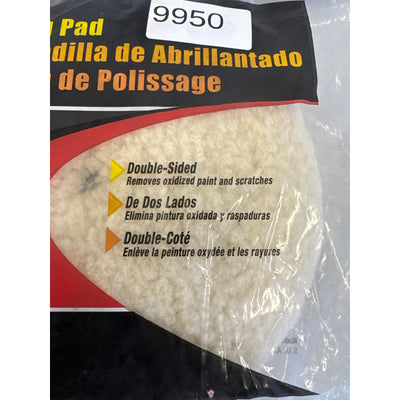 9950
Pad
dilla de Abrillantado
de Polissage
Double-Sided
Removes oxidized paint and scratches
De Dos Lados
Elimina pintura oxidada y raspaduras
Double-Coté
Enlève la peinture oxydée et les rayures